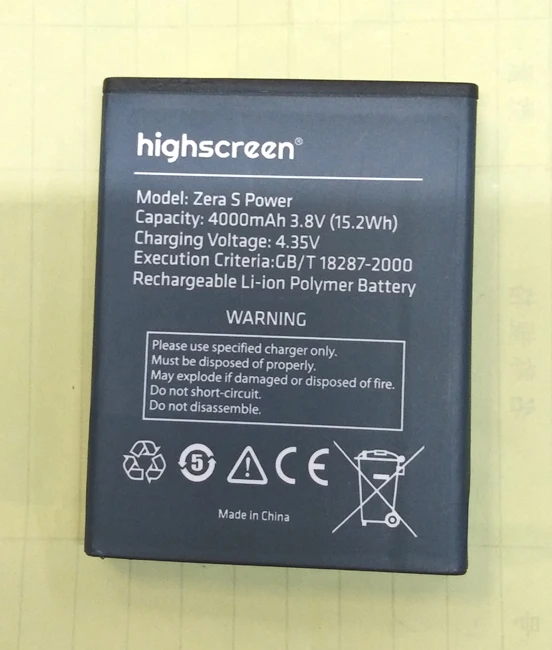 highscreen®
Model: Zera S Power
Capacity: 4000mAh 3.8V (15.2Wh)
Charging Voltage: 4.35V
Execution Criteria:GB/T 18287-2000
Rechargeable Li-ion Polymer Battery
WARNING
Please use specified charger only.
Must be disposed of properly.
May explode if damaged or disposed of fire.
Do not short-circuit.
Do not disassemble.
5
CE
Made in China